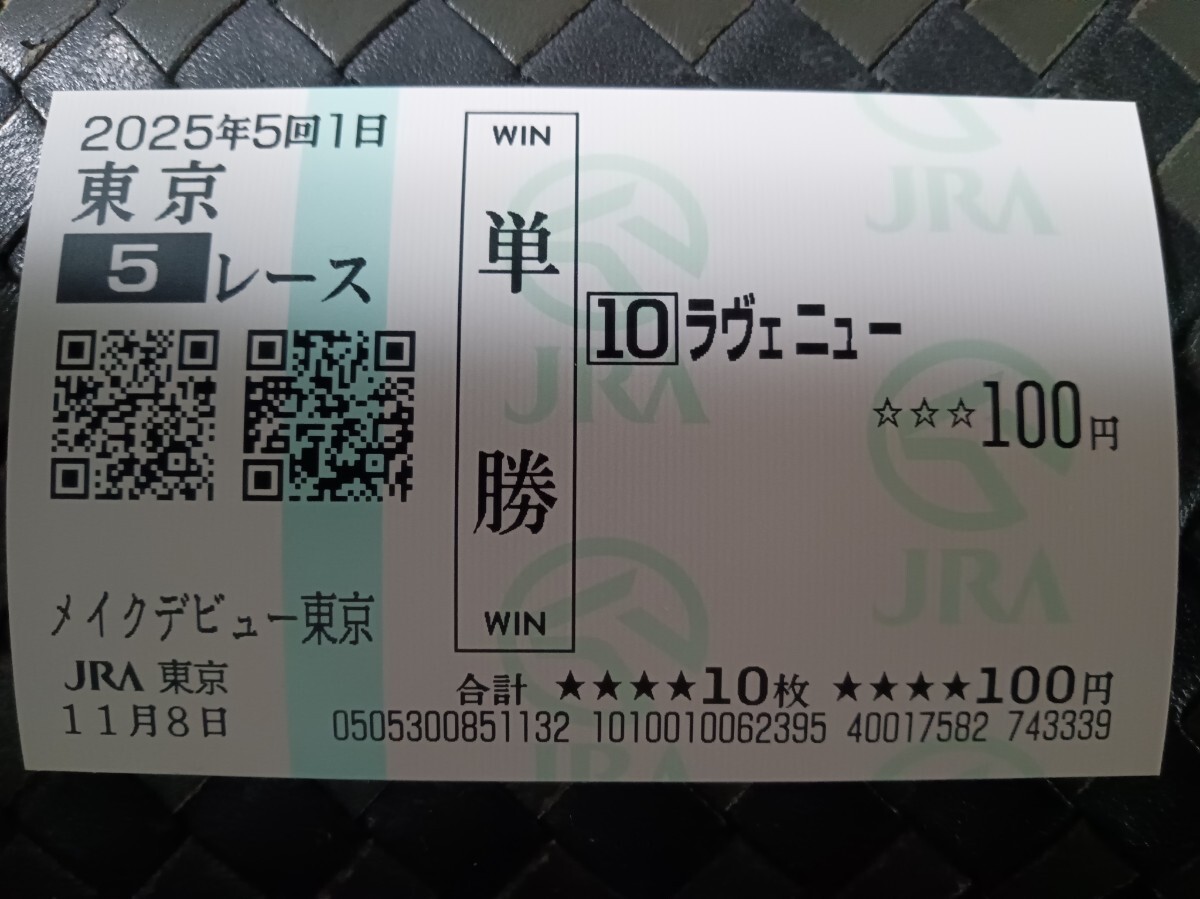 2025年5回1日
東京
5レース
メイクデビュー東京
JRA 東京
11月8日
WIN
単勝
WIN
10 ラヴェニュー
☆☆☆100円
合計 ★★★★10枚 ★★★★100円
0505300851132 1010010062395 40017582 743339
JRA
JRA
JRA
JRA
JRA